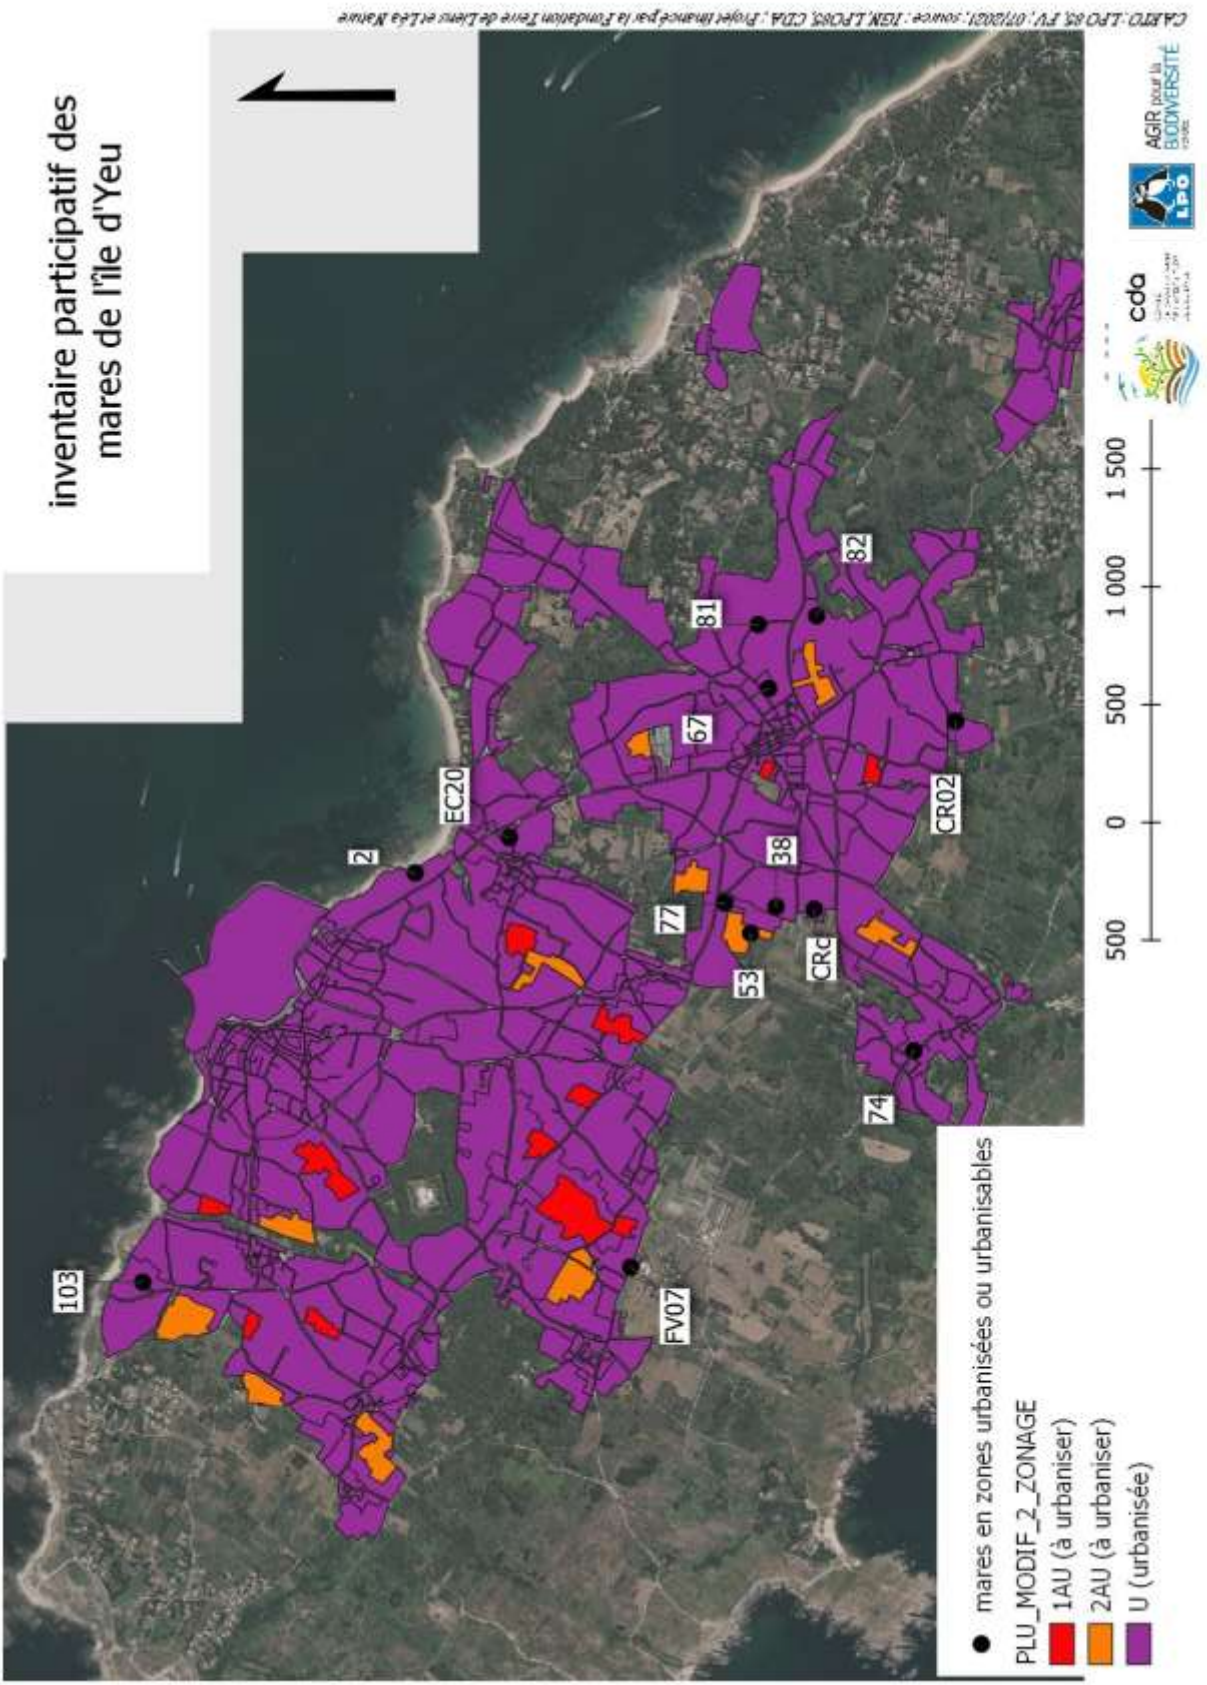 inventaire participatif des
mares de l'île d'Yeu
103
2
EC20
81
67
82
77
38
53
CRc
CR02
74
FV07
mares en zones urbanisées ou urbanisables
PLU_MODIF_2_ZONAGE
1AU (à urbaniser)
2AU (à urbaniser)
U (urbanisée)
500 0 500 1 000 1 500
cda
LPO
AGIR pour la
BIODIVERSITÉ
CARTO : LPO 85, FV ; 07/2021 ; source : IGN, LPO85, CDA ; Projet financé par la Fondation Terre de Liens et Léa Nature